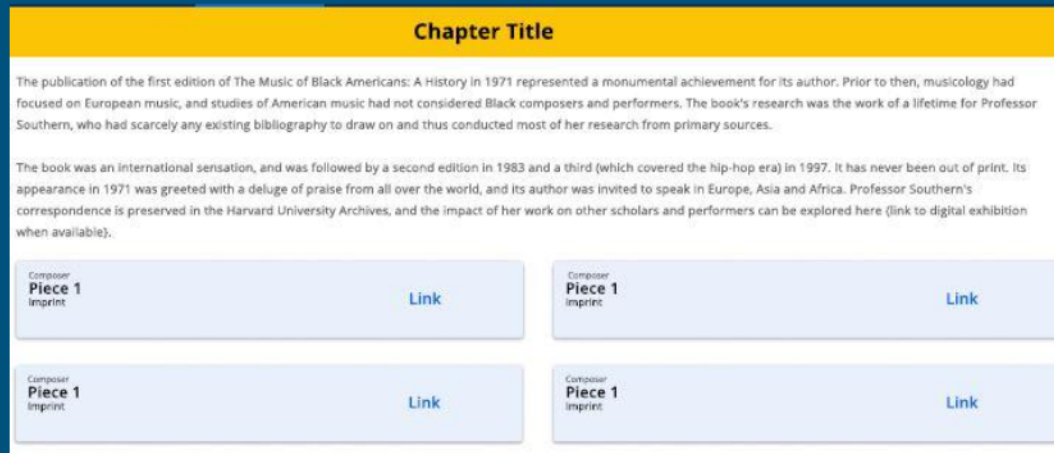 Chapter Title
The publication of the first edition of The Music of Black Americans: A History in 1971 represented a monumental achievement for its author. Prior to then, musicology had
focused on European music, and studies of American music had not considered Black composers and performers. The book's research was the work of a lifetime for Professor
Southern, who had scarcely any existing bibliography to draw on and thus conducted most of her research from primary sources.
The book was an international sensation, and was followed by a second edition in 1983 and a third (which covered the hip-hop era) in 1997. It has never been out of print. Its
appearance in 1971 was greeted with a deluge of praise from all over the world, and its author was invited to speak in Europe, Asia and Africa. Professor Southern's
correspondence is preserved in the Harvard University Archives, and the impact of her work on other scholars and performers can be explored here {link to digital exhibition
when available}.
Composer
Piece 1
Imprint
Link
Composer
Piece 1
Imprint
Link
Composer
Piece 1
Imprint
Link
Composer
Piece 1
Imprint
Link